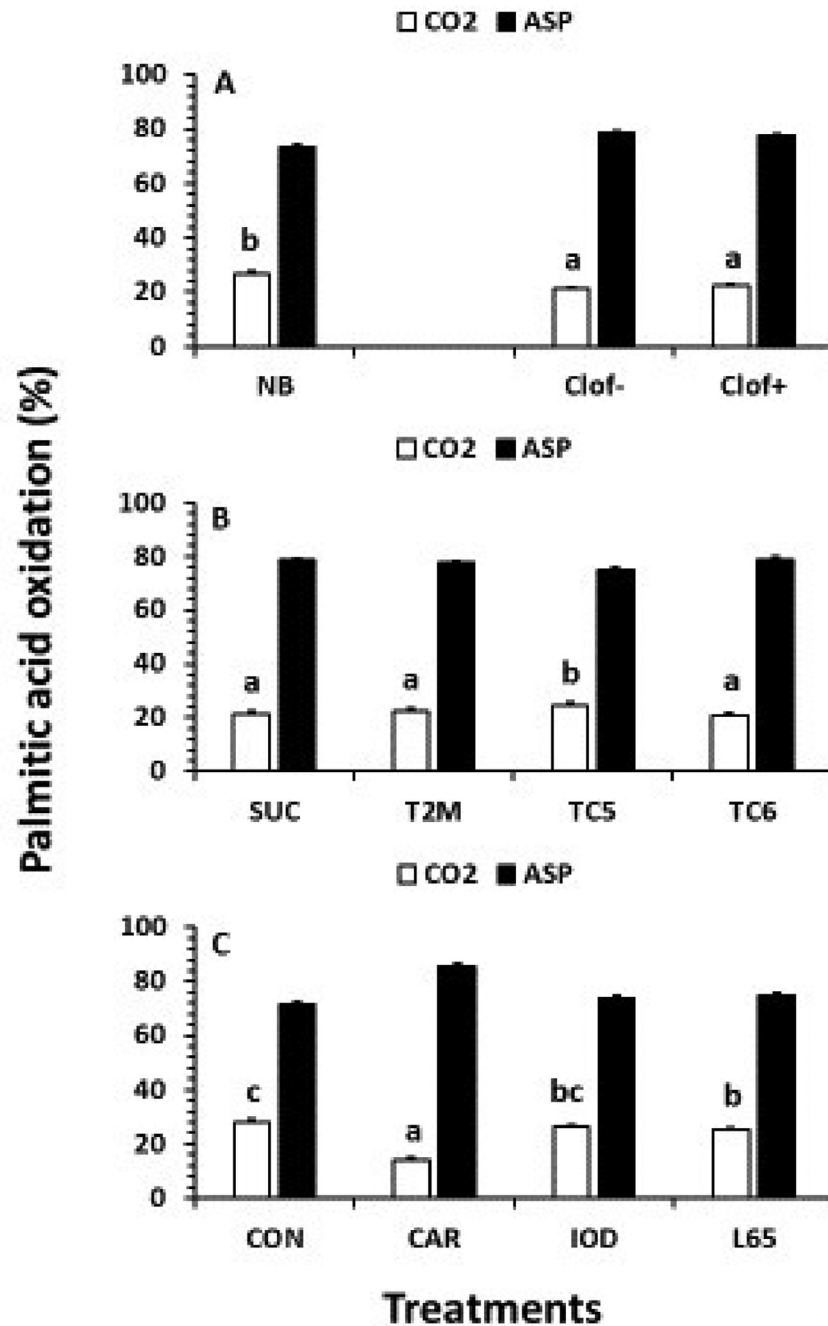 CO2 ASP
A
100
80
60
40
20
0
b
a
a
NB Clof- Clof+
CO2 ASP
B
100
80
60
40
20
0
a
a
b
a
SUC T2M TC5 TC6
CO2 ASP
C
100
80
60
40
20
0
c
a
bc
b
CON CAR IOD L65
Palmitic acid oxidation (%)
Treatments